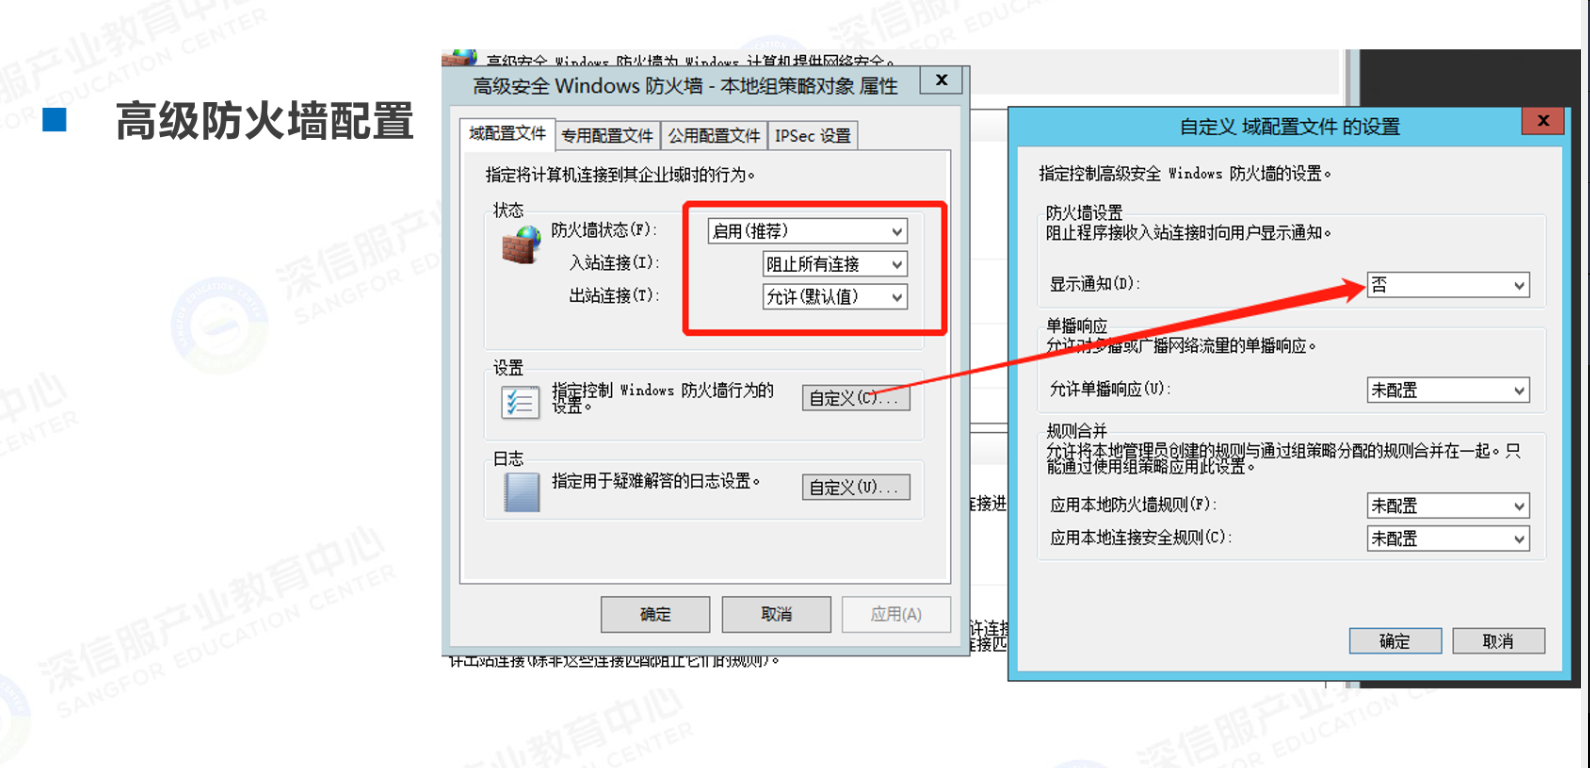 高级防火墙配置
高级安全 Windows 防火墙为 Windows 计算机提供网络安全。
高级安全 Windows 防火墙 - 本地组策略对象 属性
x
域配置文件
专用配置文件
公用配置文件
IPSec 设置
指定将计算机连接到其企业域时的行为。
状态
防火墙状态(F):
启用(推荐)
入站连接(I):
阻止所有连接
出站连接(T):
允许(默认值)
设置
指定控制 Windows 防火墙行为的
设置。
自定义(C)...
日志
指定用于疑难解答的日志设置。
自定义(U)...
确定
取消
应用(A)
连接进
许连接
连接匹
许出站连接(除非这些连接匹配阻止它们的规则)。
自定义 域配置文件 的设置
x
指定控制高级安全 Windows 防火墙的设置。
防火墙设置
阻止程序接收入站连接时向用户显示通知。
显示通知(D):
否
单播响应
允许对多播或广播网络流量的单播响应。
允许单播响应(U):
未配置
规则合并
允许将本地管理员创建的规则与通过组策略分配的规则合并在一起。只
能通过使用组策略应用此设置。
应用本地防火墙规则(F):
未配置
应用本地连接安全规则(C):
未配置
确定
取消
深信服产业教育中心
SANGFOR EDUCATION CENTER